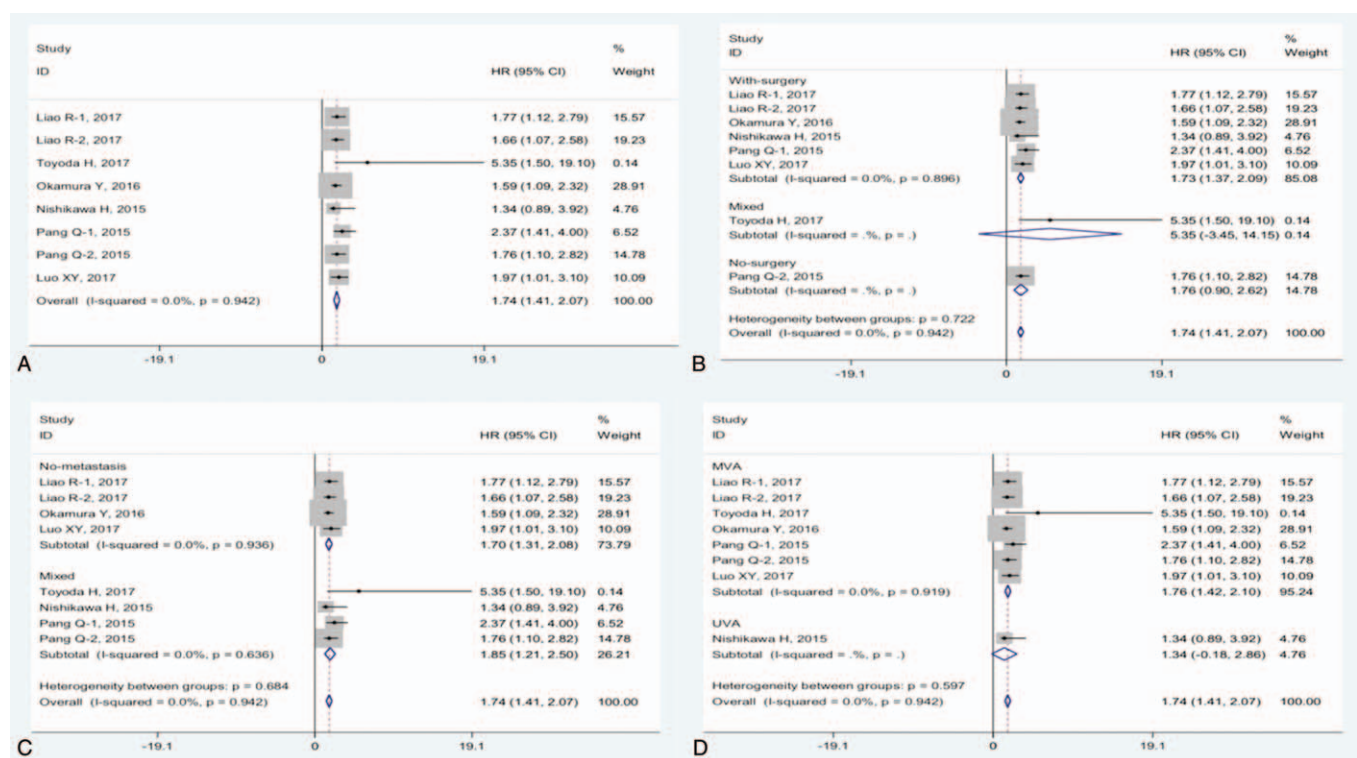 Study %
ID HR (95% CI) Weight
Liao R-1, 2017 1.77 (1.12, 2.79) 15.57
Liao R-2, 2017 1.66 (1.07, 2.58) 19.23
Toyoda H, 2017 5.35 (1.50, 19.10) 0.14
Okamura Y, 2016 1.59 (1.09, 2.32) 28.91
Nishikawa H, 2015 1.34 (0.89, 3.92) 4.76
Pang Q-1, 2015 2.37 (1.41, 4.00) 6.52
Pang Q-2, 2015 1.76 (1.10, 2.82) 14.78
Luo XY, 2017 1.97 (1.01, 3.10) 10.09
Overall (I-squared = 0.0%, p = 0.942) 1.74 (1.41, 2.07) 100.00
-19.1 0 19.1
A
Study %
ID HR (95% CI) Weight
With-surgery
Liao R-1, 2017 1.77 (1.12, 2.79) 15.57
Liao R-2, 2017 1.66 (1.07, 2.58) 19.23
Okamura Y, 2016 1.59 (1.09, 2.32) 28.91
Nishikawa H, 2015 1.34 (0.89, 3.92) 4.76
Pang Q-1, 2015 2.37 (1.41, 4.00) 6.52
Luo XY, 2017 1.97 (1.01, 3.10) 10.09
Subtotal (I-squared = 0.0%, p = 0.896) 1.73 (1.37, 2.09) 85.08
Mixed
Toyoda H, 2017 5.35 (1.50, 19.10) 0.14
Subtotal (I-squared = .%, p = .) 5.35 (-3.45, 14.15) 0.14
No-surgery
Pang Q-2, 2015 1.76 (1.10, 2.82) 14.78
Subtotal (I-squared = .%, p = .) 1.76 (0.90, 2.62) 14.78
Heterogeneity between groups: p = 0.722
Overall (I-squared = 0.0%, p = 0.942) 1.74 (1.41, 2.07) 100.00
-19.1 0 19.1
B
Study %
ID HR (95% CI) Weight
No-metastasis
Liao R-1, 2017 1.77 (1.12, 2.79) 15.57
Liao R-2, 2017 1.66 (1.07, 2.58) 19.23
Okamura Y, 2016 1.59 (1.09, 2.32) 28.91
Luo XY, 2017 1.97 (1.01, 3.10) 10.09
Subtotal (I-squared = 0.0%, p = 0.936) 1.70 (1.31, 2.08) 73.79
Mixed
Toyoda H, 2017 5.35 (1.50, 19.10) 0.14
Nishikawa H, 2015 1.34 (0.89, 3.92) 4.76
Pang Q-1, 2015 2.37 (1.41, 4.00) 6.52
Pang Q-2, 2015 1.76 (1.10, 2.82) 14.78
Subtotal (I-squared = 0.0%, p = 0.636) 1.85 (1.21, 2.50) 26.21
Heterogeneity between groups: p = 0.684
Overall (I-squared = 0.0%, p = 0.942) 1.74 (1.41, 2.07) 100.00
-19.1 0 19.1
C
Study %
ID HR (95% CI) Weight
MVA
Liao R-1, 2017 1.77 (1.12, 2.79) 15.57
Liao R-2, 2017 1.66 (1.07, 2.58) 19.23
Toyoda H, 2017 5.35 (1.50, 19.10) 0.14
Okamura Y, 2016 1.59 (1.09, 2.32) 28.91
Pang Q-1, 2015 2.37 (1.41, 4.00) 6.52
Pang Q-2, 2015 1.76 (1.10, 2.82) 14.78
Luo XY, 2017 1.97 (1.01, 3.10) 10.09
Subtotal (I-squared = 0.0%, p = 0.919) 1.76 (1.42, 2.10) 95.24
UVA
Nishikawa H, 2015 1.34 (0.89, 3.92) 4.76
Subtotal (I-squared = .%, p = .) 1.34 (-0.18, 2.86) 4.76
Heterogeneity between groups: p = 0.597
Overall (I-squared = 0.0%, p = 0.942) 1.74 (1.41, 2.07) 100.00
-19.1 0 19.1
D